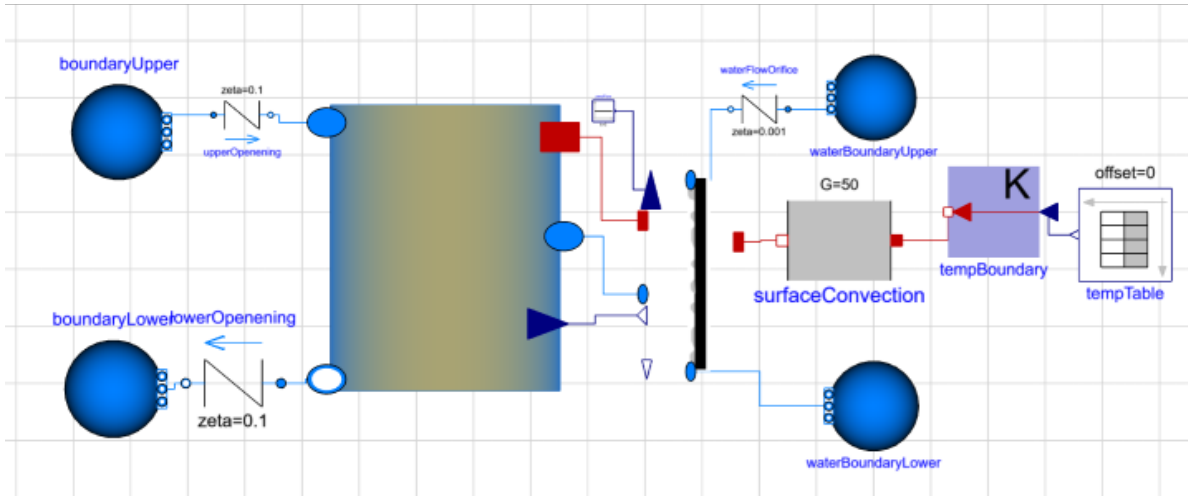 boundaryUpper
zeta=0.1
upperOpenening
waterFlowOrifice
zeta=0.001
waterBoundaryUpper
G=50
K
offset=0
surfaceConvection
tempBoundary
tempTable
boundaryLower
lowerOpenening
zeta=0.1
waterBoundaryLower